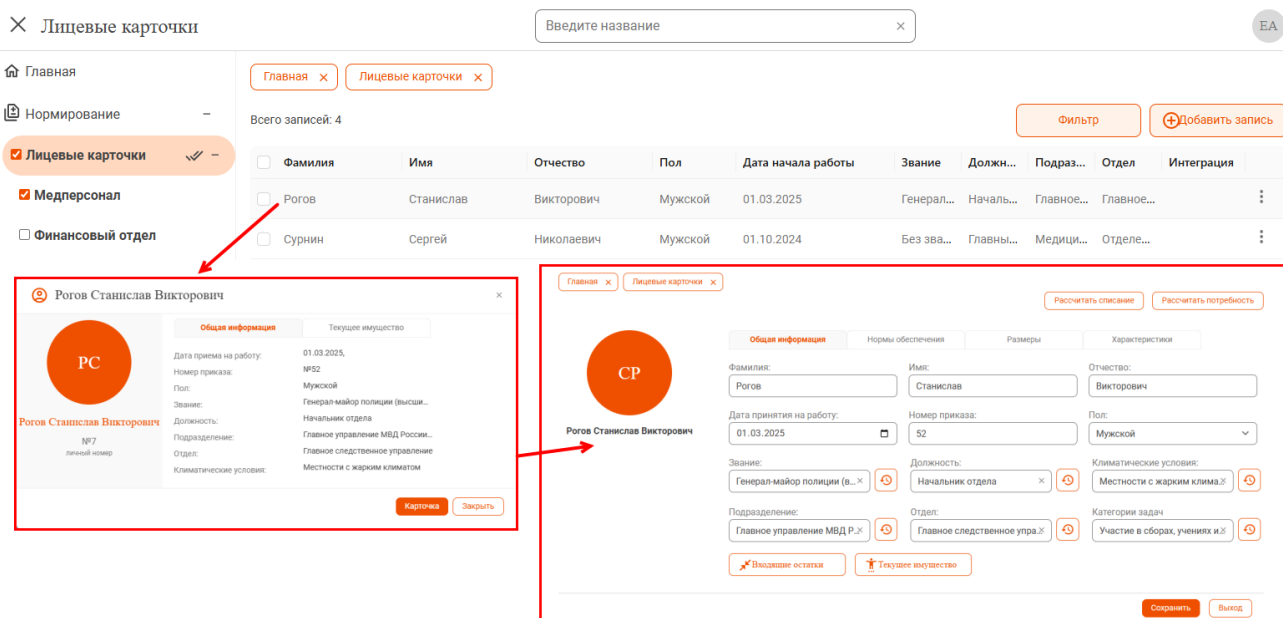 Лицевые карточки
Введите название
EA
Главная
Нормирование
Лицевые карточки
Медперсонал
Финансовый отдел
Главная × Лицевые карточки ×
Всего записей: 4
Фильтр
Добавить запись
Фамилия Имя Отчество Пол Дата начала работы Звание Должн... Подраз... Отдел Интеграция
Рогов Станислав Викторович Мужской 01.03.2025 Генерал... Началь... Главное... Главное...
Сурнин Сергей Николаевич Мужской 01.10.2024 Без зва... Главны... Медици... Отделе...
Рогов Станислав Викторович
РС
Рогов Станислав Викторович
№7
личный номер
Общая информация Текущее имущество
Дата приема на работу: 01.03.2025,
Номер приказа: №52
Пол: Мужской
Звание: Генерал-майор полиции (высши...
Должность: Начальник отдела
Подразделение: Главное управление МВД России...
Отдел: Главное следственное управление
Климатические условия: Местности с жарким климатом
Карточка Закрыть
Главная × Лицевые карточки ×
Рассчитать списание Рассчитать потребность
СР
Рогов Станислав Викторович
Общая информация Нормы обеспечения Размеры Характеристики
Фамилия: Имя: Отчество:
Рогов Станислав Викторович
Дата принятия на работу: Номер приказа: Пол:
01.03.2025 52 Мужской
Звание: Должность: Климатические условия:
Генерал-майор полиции (в... Начальник отдела Местности с жарким клима...
Подразделение: Отдел: Категории задач
Главное управление МВД Р... Главное следственное упра... Участие в сборах, учениях и...
Входящие остатки Текущее имущество
Сохранить Выход